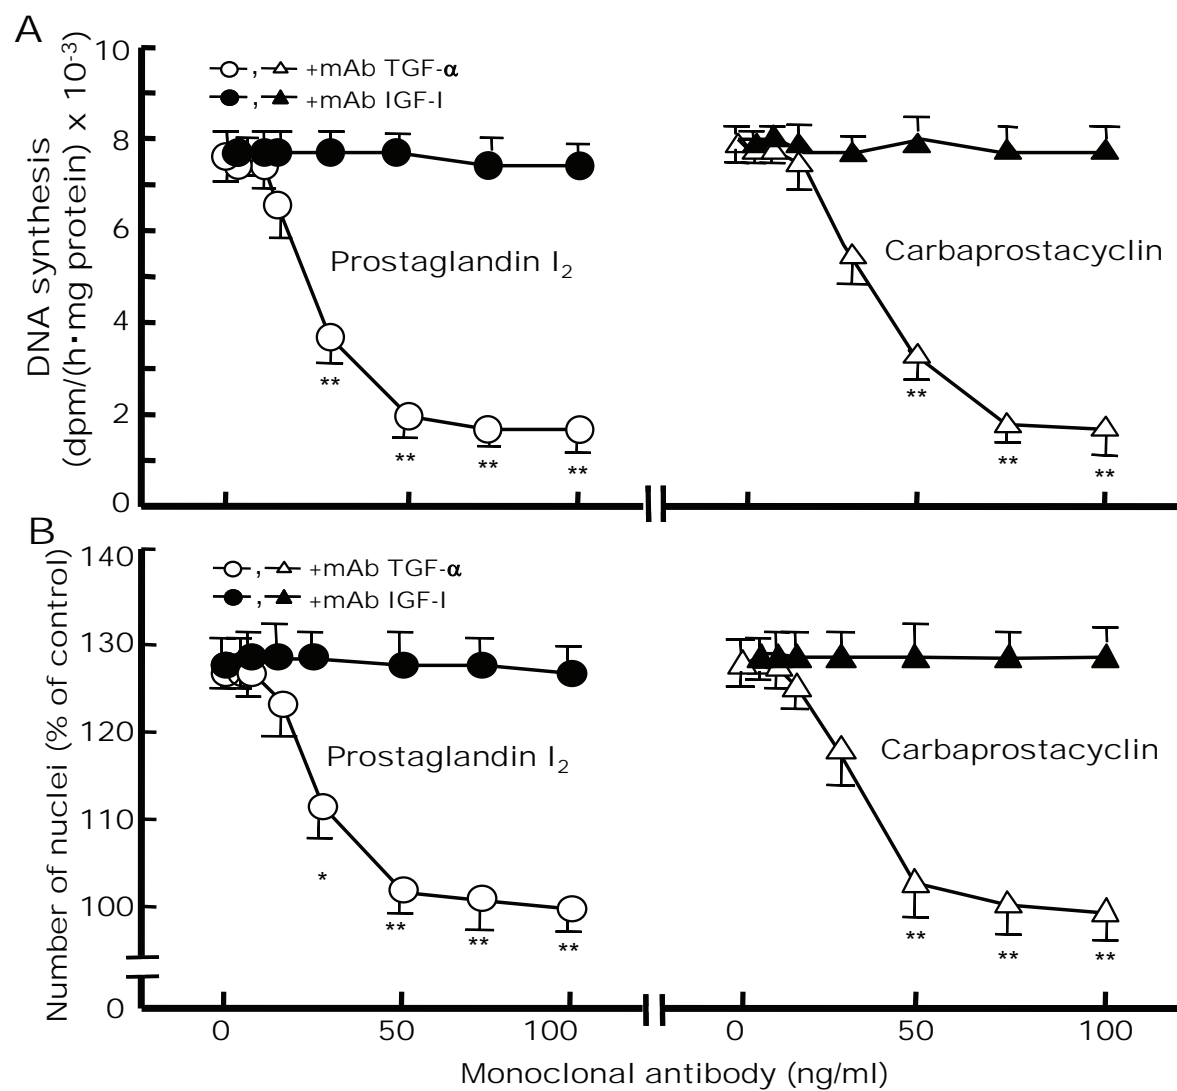 A
DNA synthesis
(dpm/(h·mg protein) x 10⁻³)
10
8
6
4
2
0
, +mAb TGF-α
, +mAb IGF-I
Prostaglandin I₂
**
**
**
**
Carbaprostacyclin
**
**
**
B
Number of nuclei (% of control)
140
130
120
110
100
0
, +mAb TGF-α
, +mAb IGF-I
Prostaglandin I₂
*
**
**
**
Carbaprostacyclin
**
**
**
0 50 100 0 50 100
Monoclonal antibody (ng/ml)